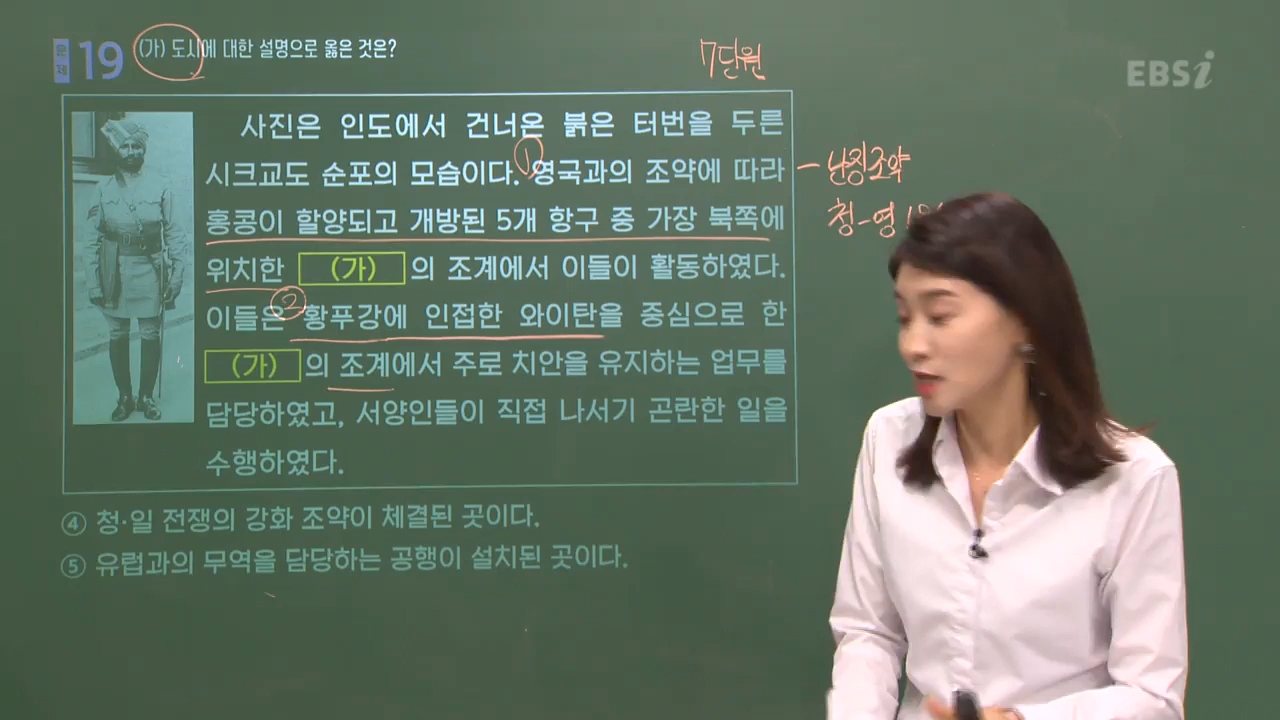 문제 19 (가) 도시에 대한 설명으로 옳은 것은?
7단원
EBSi
사진은 인도에서 건너온 붉은 터번을 두른
시크교도 순포의 모습이다. ① 영국과의 조약에 따라
- 난징조약
홍콩이 할양되고 개방된 5개 항구 중 가장 북쪽에
청-영
위치한 (가) 의 조계에서 이들이 활동하였다.
이들은 ② 황푸강에 인접한 와이탄을 중심으로 한
(가) 의 조계에서 주로 치안을 유지하는 업무를
담당하였고, 서양인들이 직접 나서기 곤란한 일을
수행하였다.
④ 청·일 전쟁의 강화 조약이 체결된 곳이다.
⑤ 유럽과의 무역을 담당하는 공행이 설치된 곳이다.